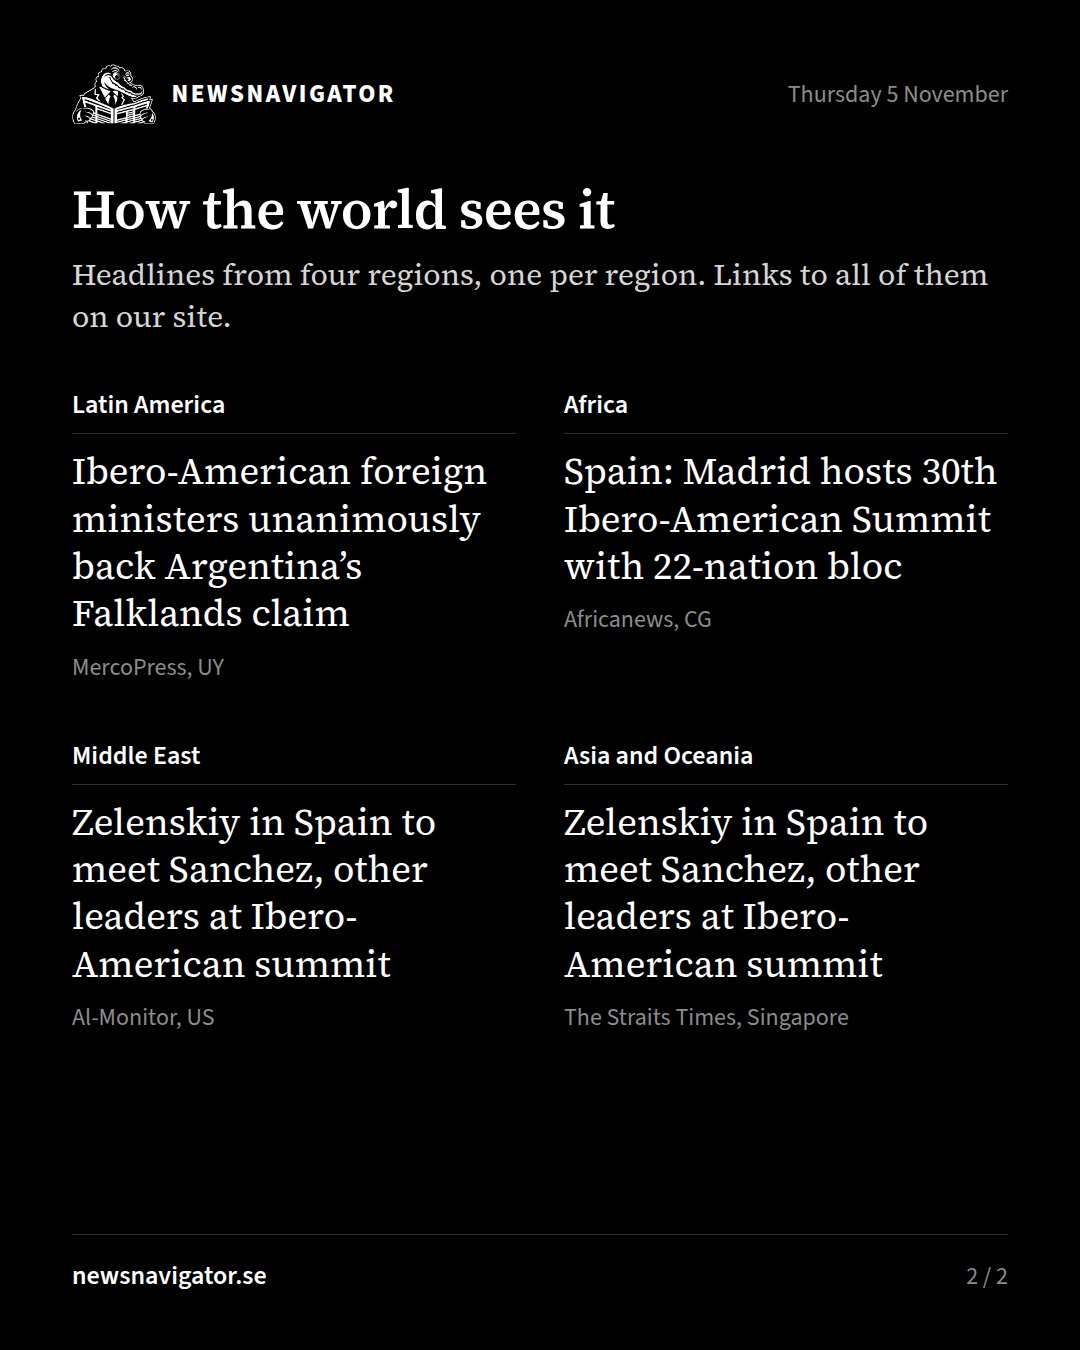 NEWSNAVIGATOR
Thursday 5 November
How the world sees it
Headlines from four regions, one per region. Links to all of them
on our site.
Latin America
Ibero-American foreign
ministers unanimously
back Argentina’s
Falklands claim
MercoPress, UY
Africa
Spain: Madrid hosts 30th
Ibero-American Summit
with 22-nation bloc
Africanews, CG
Middle East
Zelenskiy in Spain to
meet Sanchez, other
leaders at Ibero-
American summit
Al-Monitor, US
Asia and Oceania
Zelenskiy in Spain to
meet Sanchez, other
leaders at Ibero-
American summit
The Straits Times, Singapore
newsnavigator.se
2 / 2